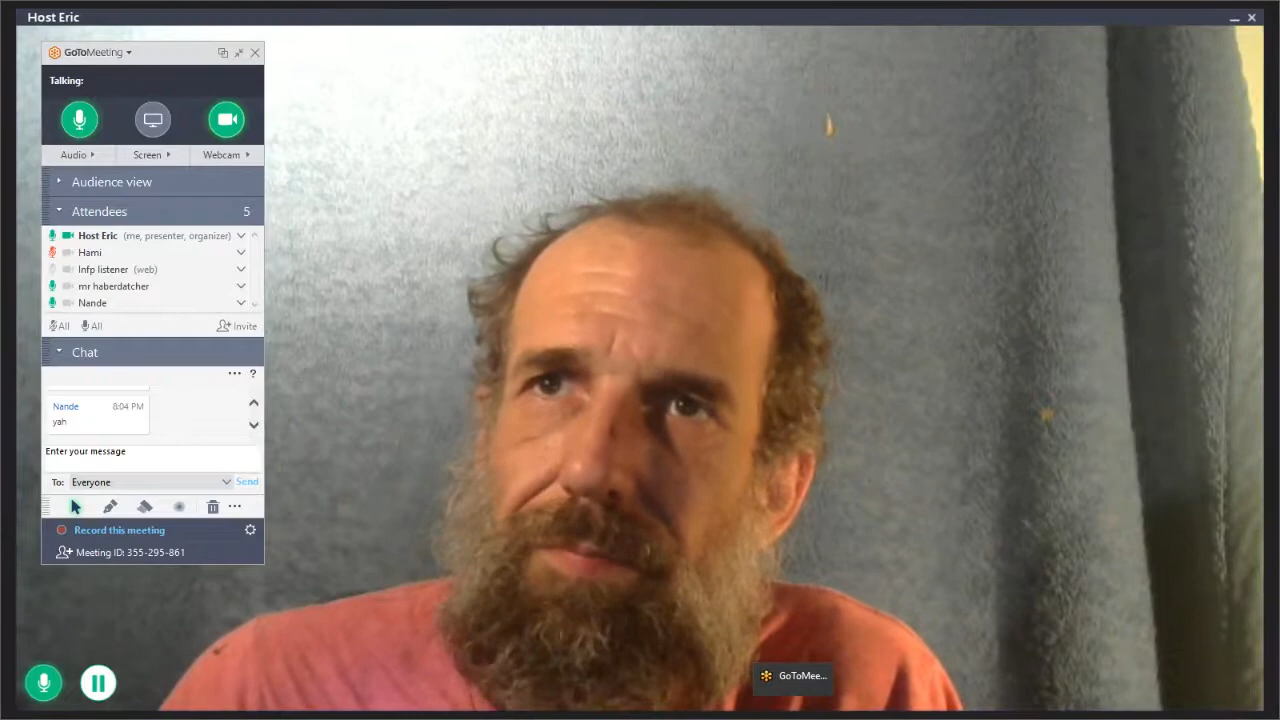 Host Eric
GoToMeeting
Talking:
Audio
Screen
Webcam
Audience view
Attendees 5
Host Eric (me, presenter, organizer)
Hami
Infp listener (web)
mr haberdatcher
Nande
All All Invite
Chat
... ?
Nande 8:04 PM
yah
Enter your message
To: Everyone Send
...
Record this meeting
Meeting ID: 355-295-861
GoToMee...